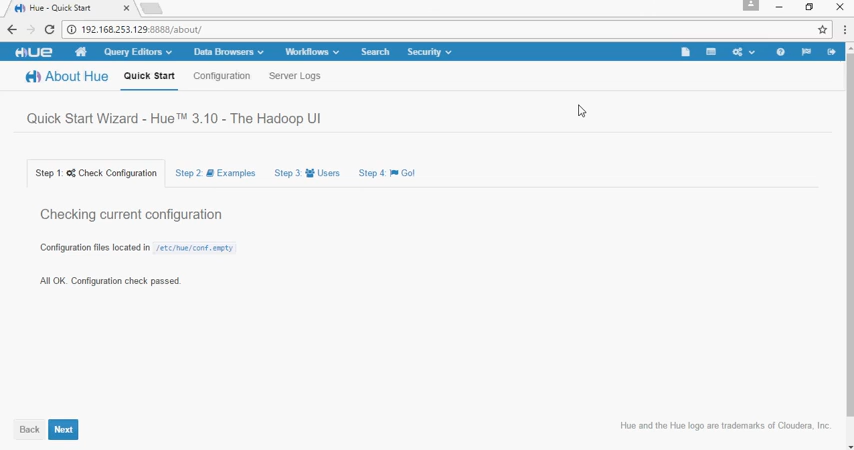 Hue - Quick Start
192.168.253.129:8888/about/
HUE Query Editors Data Browsers Workflows Search Security
About Hue Quick Start Configuration Server Logs
Quick Start Wizard - Hue™ 3.10 - The Hadoop UI
Step 1: Check Configuration Step 2: Examples Step 3: Users Step 4: Go!
Checking current configuration
Configuration files located in /etc/hue/conf.empty
All OK. Configuration check passed.
Back Next
Hue and the Hue logo are trademarks of Cloudera, Inc.